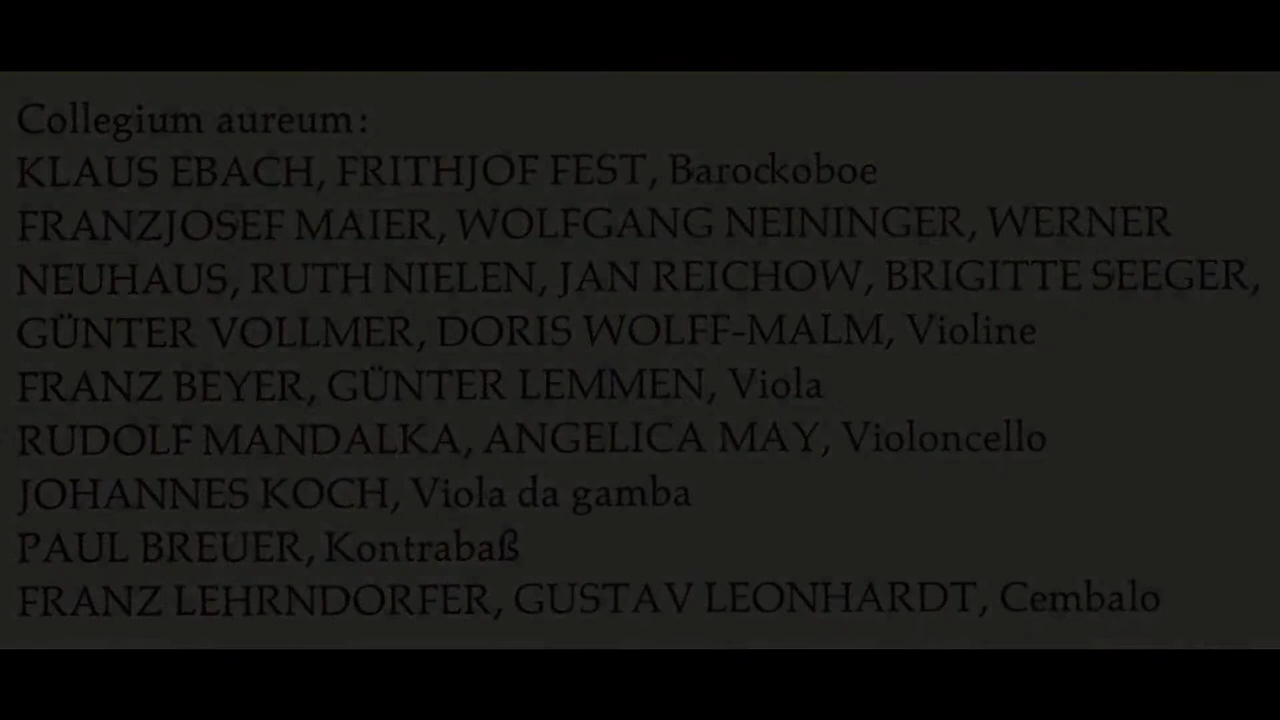 Collegium aureum:
KLAUS EBACH, FRITHJOF FEST, Barockoboe
FRANZJOSEF MAIER, WOLFGANG NEININGER, WERNER
NEUHAUS, RUTH NIELEN, JAN REICHOW, BRIGITTE SEEGER,
GÜNTER VOLLMER, DORIS WOLFF-MALM, Violine
FRANZ BEYER, GÜNTER LEMMEN, Viola
RUDOLF MANDALKA, ANGELICA MAY, Violoncello
JOHANNES KOCH, Viola da gamba
PAUL BREUER, Kontrabaß
FRANZ LEHRNDORFER, GUSTAV LEONHARDT, Cembalo